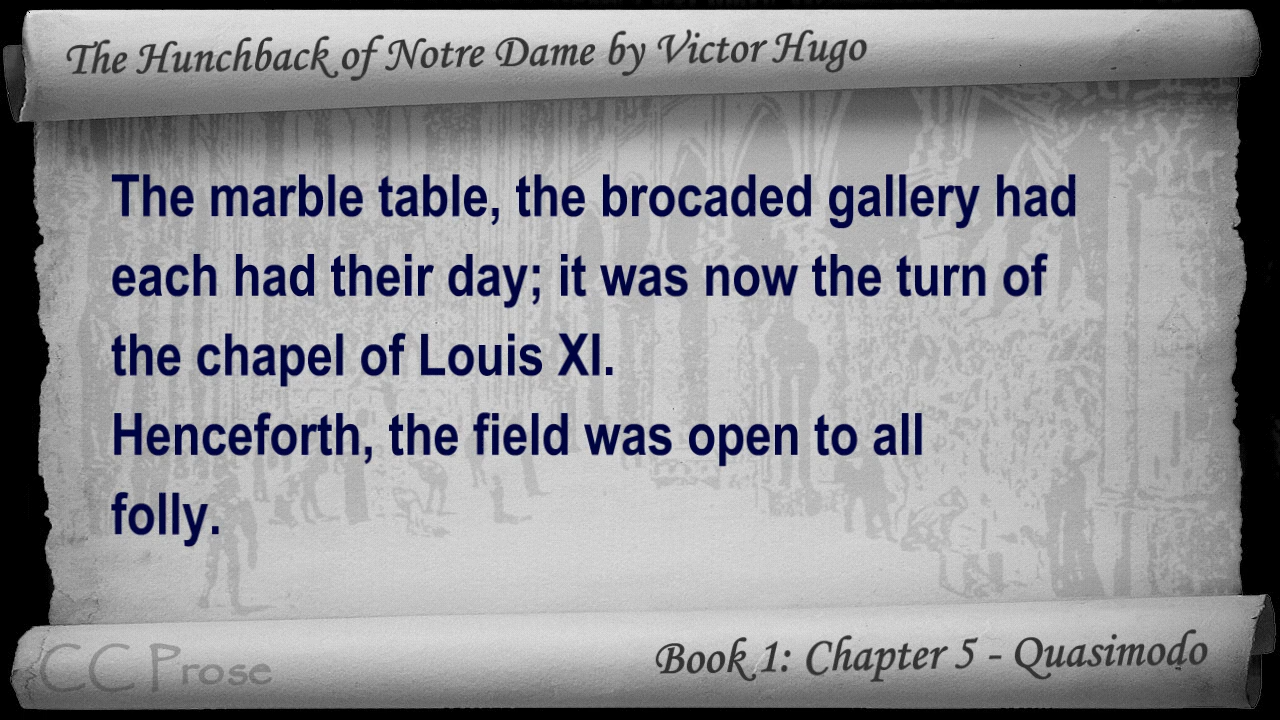 The Hunchback of Notre Dame by Victor Hugo
The marble table, the brocaded gallery had
each had their day; it was now the turn of
the chapel of Louis XI.
Henceforth, the field was open to all
folly.
CC Prose
Book 1: Chapter 5 - Quasimodo